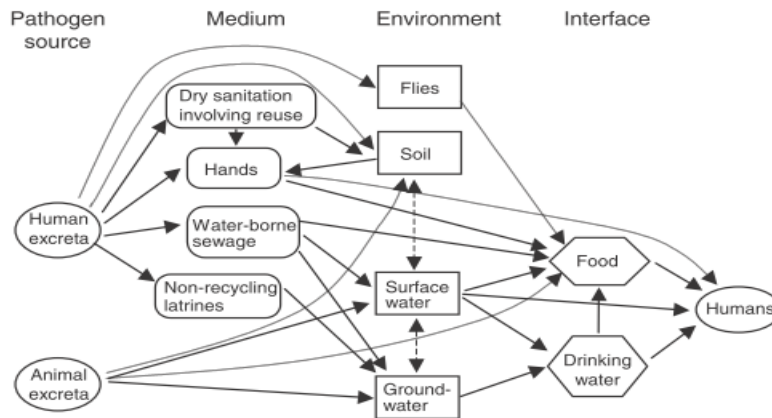 Pathogen
source
Medium
Environment
Interface
Flies
Dry sanitation
involving reuse
Soil
Hands
Human
excreta
Water-borne
sewage
Food
Non-recycling
latrines
Surface
water
Humans
Animal
excreta
Drinking
water
Ground-
water